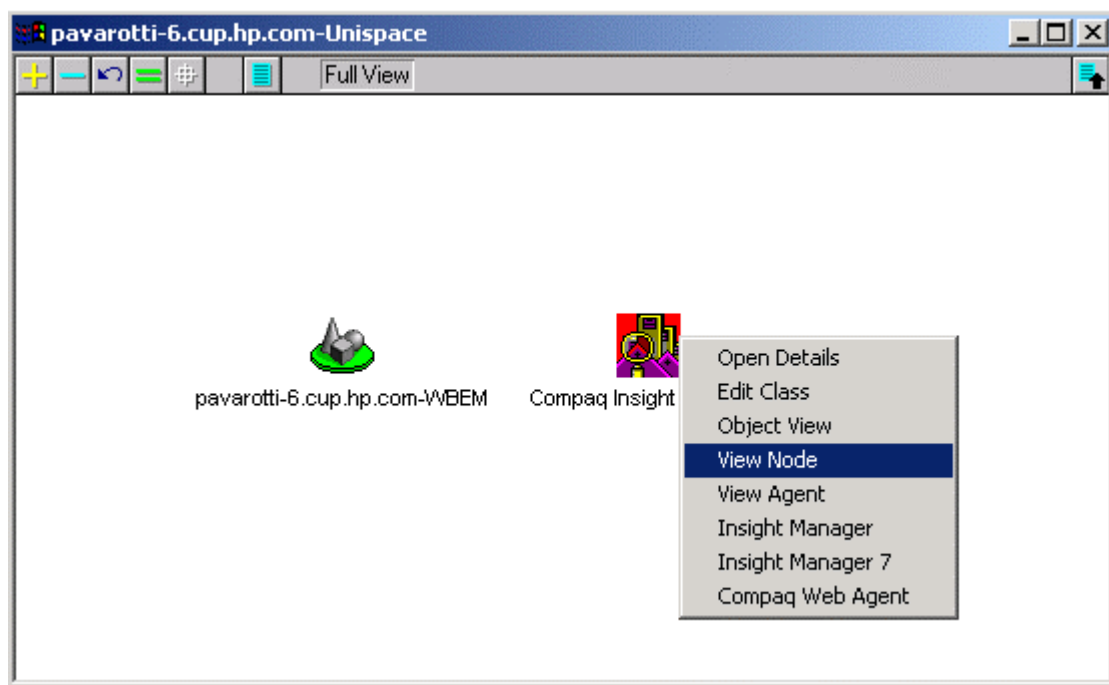 pavarotti-6.cup.hp.com-Unispace
Full View
pavarotti-6.cup.hp.com-WBEM
Compaq Insight
Open Details
Edit Class
Object View
View Node
View Agent
Insight Manager
Insight Manager 7
Compaq Web Agent